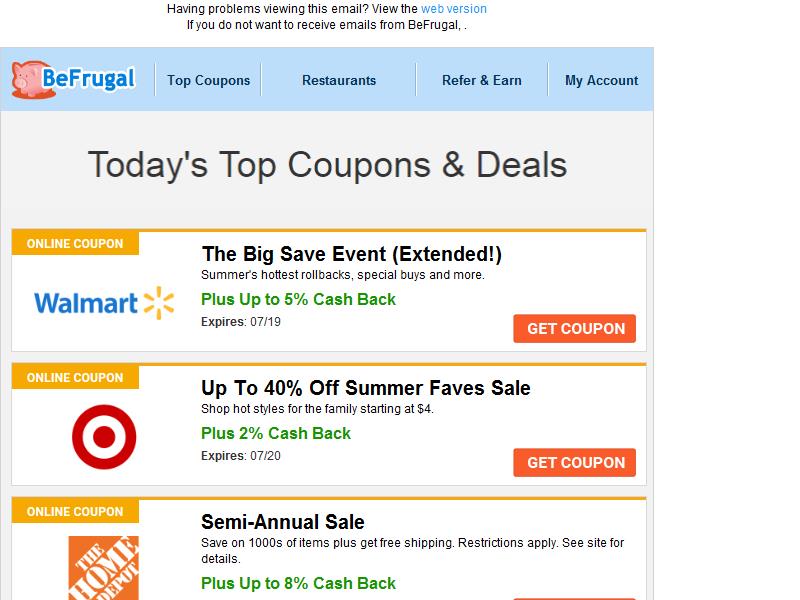 Having problems viewing this email? View the web version
If you do not want to receive emails from BeFrugal, .
BeFrugal
Top Coupons
Restaurants
Refer & Earn
My Account
Today's Top Coupons & Deals
ONLINE COUPON
Walmart
The Big Save Event (Extended!)
Summer's hottest rollbacks, special buys and more.
Plus Up to 5% Cash Back
Expires: 07/19
GET COUPON
ONLINE COUPON
Up To 40% Off Summer Faves Sale
Shop hot styles for the family starting at $4.
Plus 2% Cash Back
Expires: 07/20
GET COUPON
ONLINE COUPON
THE
HOME
DEPOT
Semi-Annual Sale
Save on 1000s of items plus get free shipping. Restrictions apply. See site for
details.
Plus Up to 8% Cash Back